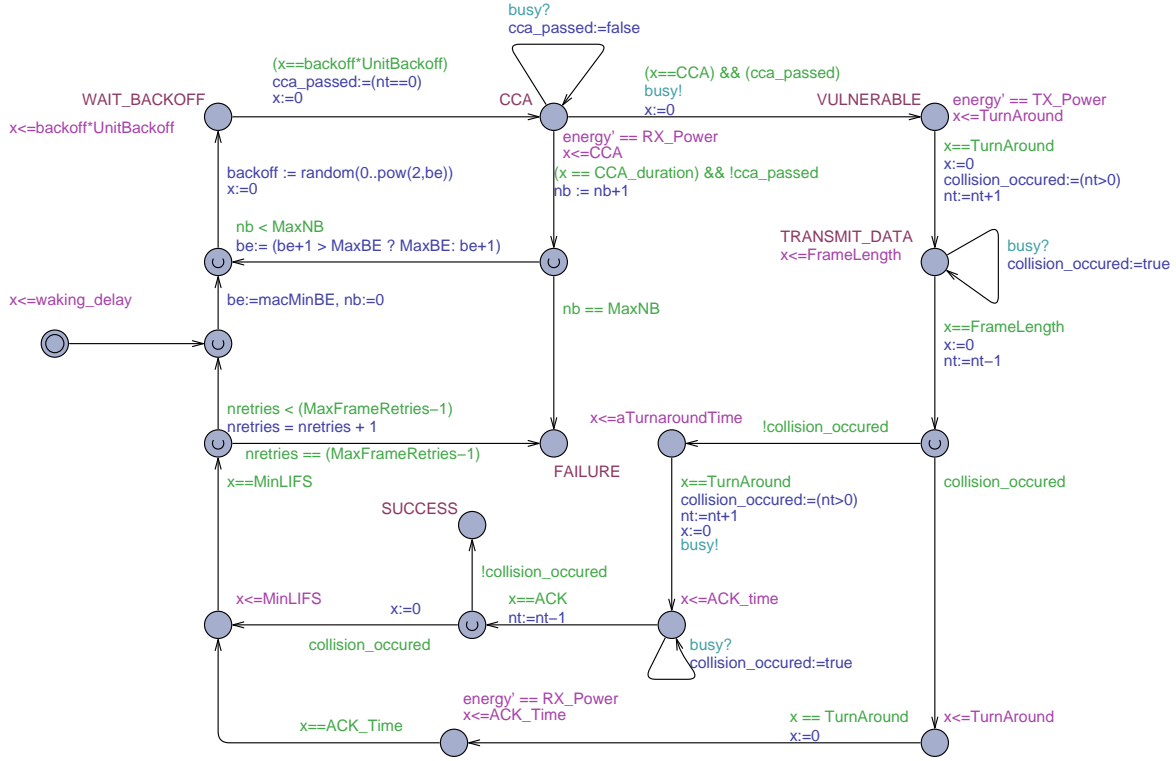 busy?
cca_passed:=false
(x==backoff*UnitBackoff)
cca_passed:=(nt==0)
x:=0
WAIT_BACKOFF
x<=backoff*UnitBackoff
CCA
(x==CCA) && (cca_passed)
busy!
x:=0
VULNERABLE
energy' == TX_Power
x<=TurnAround
energy' == RX_Power
x<=CCA
(x == CCA_duration) && !cca_passed
nb := nb+1
backoff := random(0..pow(2,be))
x:=0
x==TurnAround
x:=0
collision_occured:=(nt>0)
nt:=nt+1
nb < MaxNB
be:= (be+1 > MaxBE ? MaxBE: be+1)
TRANSMIT_DATA
x<=FrameLength
busy?
collision_occured:=true
x<=waking_delay
be:=macMinBE, nb:=0
nb == MaxNB
x==FrameLength
x:=0
nt:=nt-1
nretries < (MaxFrameRetries-1)
nretries = nretries + 1
nretries == (MaxFrameRetries-1)
FAILURE
x<=aTurnaroundTime
!collision_occured
x==MinLIFS
x==TurnAround
collision_occured:=(nt>0)
nt:=nt+1
x:=0
busy!
collision_occured
SUCCESS
!collision_occured
x<=MinLIFS
x:=0
collision_occured
x==ACK
nt:=nt-1
x<=ACK_time
busy?
collision_occured:=true
energy' == RX_Power
x<=ACK_Time
x==ACK_Time
x == TurnAround
x:=0
x<=TurnAround